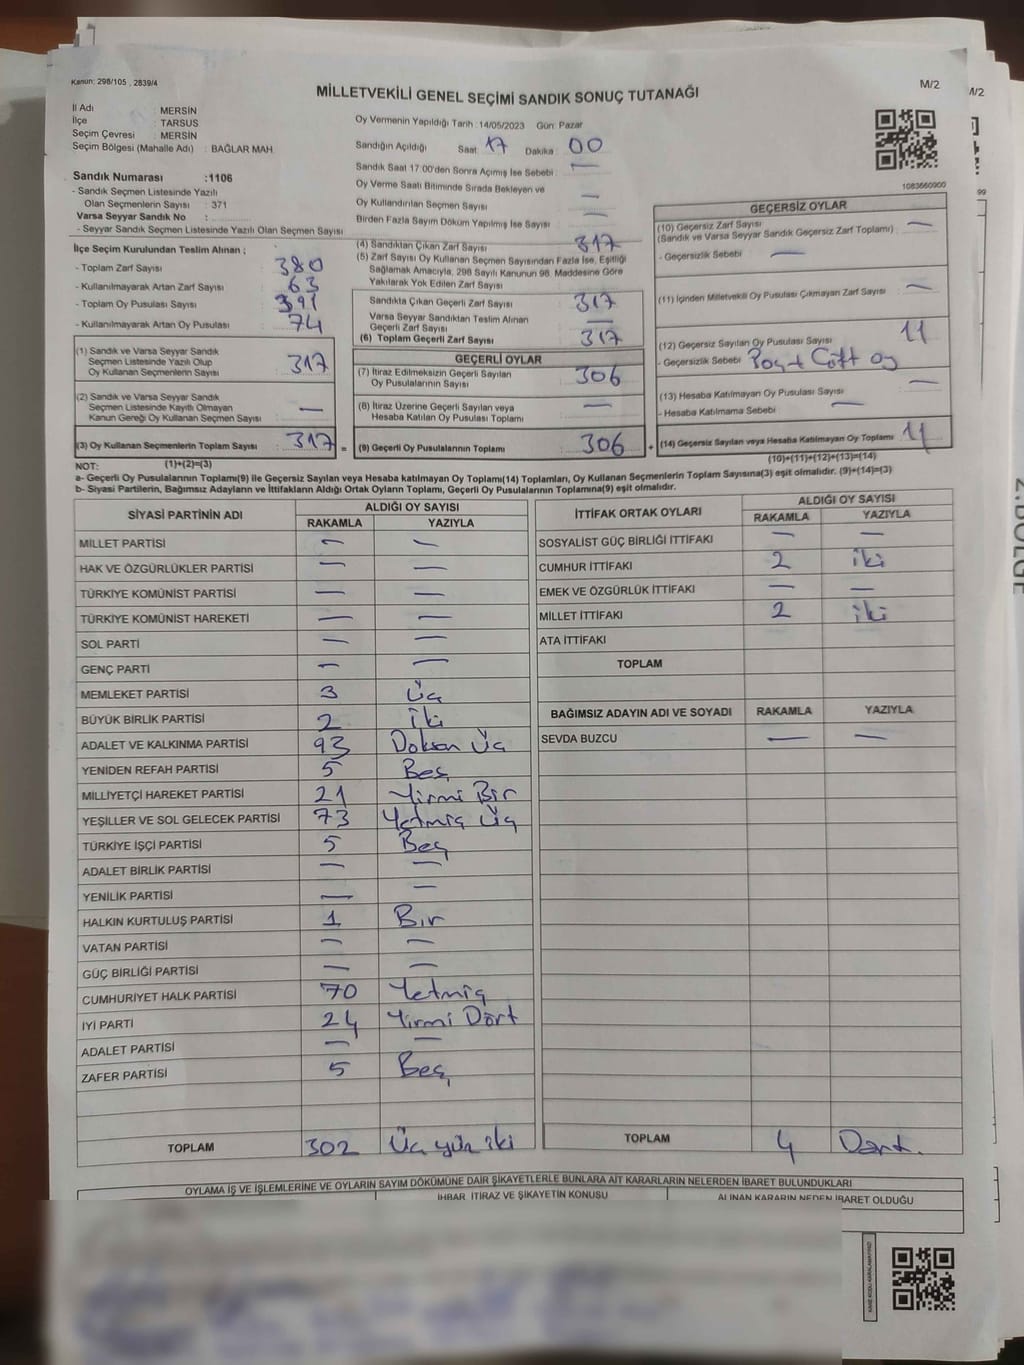 Kanun: 298/105 , 2839/4
M/2
MİLLETVEKİLİ GENEL SEÇİMİ SANDIK SONUÇ TUTANAĞI
İl Adı : MERSİN
İlçe : TARSUS
Seçim Çevresi : MERSİN
Seçim Bölgesi (Mahalle Adı) : BAĞLAR MAH.
Sandık Numarası :1106
- Sandık Seçmen Listesinde Yazılı
Olan Seçmenlerin Sayısı : 371
Varsa Seyyar Sandık No :
- Seyyar Sandık Seçmen Listesinde Yazılı Olan Seçmen Sayısı
İlçe Seçim Kurulundan Teslim Alınan ;
- Toplam Zarf Sayısı : 380
- Kullanılmayarak Artan Zarf Sayısı : 63
- Toplam Oy Pusulası Sayısı : 391
- Kullanılmayarak Artan Oy Pusulası : 74
(1) Sandık ve Varsa Seyyar Sandık
Seçmen Listesinde Yazılı Olup
Oy Kullanan Seçmenlerin Sayısı : 317
(2) Sandık ve Varsa Seyyar Sandık
Seçmen Listesinde Kayıtlı Olmayan
Kanun Gereği Oy Kullanan Seçmen Sayısı : —
(3) Oy Kullanan Seçmenlerin Toplam Sayısı : 317 =
(1)+(2)=(3)
Oy Vermenin Yapıldığı Tarih :14/05/2023 Gün: Pazar
Sandığın Açıldığı Saat : 17 Dakika : 00
Sandık Saat 17:00'den Sonra Açımış İse Sebebi : —
Oy Verme Saati Bitiminde Sırada Bekleyen ve
Oy Kullandırılan Seçmen Sayısı : —
Birden Fazla Sayım Döküm Yapılmış İse Sayısı : —
(4) Sandıktan Çıkan Zarf Sayısı : 317
(5) Zarf Sayısı Oy Kullanan Seçmen Sayısından Fazla İse, Eşitliği
Sağlamak Amacıyla, 298 Sayılı Kanunun 98. Maddesine Göre
Yakılarak Yok Edilen Zarf Sayısı :
Sandıkta Çıkan Geçerli Zarf Sayısı : 317
Varsa Seyyar Sandıktan Teslim Alınan
Geçerli Zarf Sayısı : —
(6) Toplam Geçerli Zarf Sayısı : 317
GEÇERLİ OYLAR
(7) İtiraz Edilmeksizin Geçerli Sayılan
Oy Pusulalarının Sayısı : 306
(8) İtiraz Üzerine Geçerli Sayılan veya
Hesaba Katılan Oy Pusulaları Toplamı : —
(9) Geçerli Oy Pusulalarının Toplamı : 306 +
1083660900
GEÇERSİZ OYLAR
(10) Geçersiz Zarf Sayısı
(Sandık ve Varsa Seyyar Sandık Geçersiz Zarf Toplamı) : —
- Geçersizlik Sebebi : —
(11) İçinden Milletvekili Oy Pusulası Çıkmayan Zarf Sayısı : —
(12) Geçersiz Sayılan Oy Pusulası Sayısı : 11
- Geçersizlik Sebebi : Çift oy
(13) Hesaba Katılmayan Oy Pusulası Sayısı : —
- Hesaba Katılmama Sebebi : —
(14) Geçersiz Sayılan veya Hesaba Katılmayan Oy Toplamı : 11
(10)+(11)+(12)+(13)=(14)
NOT:
a- Geçerli Oy Pusulalarının Toplamı(9) ile Geçersiz Sayılan veya Hesaba katılmayan Oy Toplamı(14) Toplamları, Oy Kullanan Seçmenlerin Toplam Sayısına(3) eşit olmalıdır. (9)+(14)=(3)
b- Siyasi Partilerin, Bağımsız Adayların ve İttifakların Aldığı Ortak Oyların Toplamı, Geçerli Oy Pusulalarının Toplamına(9) eşit olmalıdır.
SİYASİ PARTİNİN ADI ALDIĞI OY SAYISI
RAKAMLA YAZIYLA
MİLLET PARTİSİ — —
HAK VE ÖZGÜRLÜKLER PARTİSİ — —
TÜRKİYE KOMÜNİST PARTİSİ — —
TÜRKİYE KOMÜNİST HAREKETİ — —
SOL PARTİ — —
GENÇ PARTİ — —
MEMLEKET PARTİSİ 3 Üç
BÜYÜK BİRLİK PARTİSİ 2 İki
ADALET VE KALKINMA PARTİSİ 93 Doksan Üç
YENİDEN REFAH PARTİSİ 5 Beş
MİLLİYETÇİ HAREKET PARTİSİ 21 Yirmi Bir
YEŞİLLER VE SOL GELECEK PARTİSİ 73 Yetmiş Üç
TÜRKİYE İŞÇİ PARTİSİ 5 Beş
ADALET BİRLİK PARTİSİ — —
YENİLİK PARTİSİ — —
HALKIN KURTULUŞ PARTİSİ 1 Bir
VATAN PARTİSİ — —
GÜÇ BİRLİĞİ PARTİSİ — —
CUMHURİYET HALK PARTİSİ 70 Yetmiş
İYİ PARTİ 24 Yirmi Dört
ADALET PARTİSİ — —
ZAFER PARTİSİ 5 Beş
TOPLAM 302 Üç yüz iki
İTTİFAK ORTAK OYLARI ALDIĞI OY SAYISI
RAKAMLA YAZIYLA
SOSYALİST GÜÇ BİRLİĞİ İTTİFAKI — —
CUMHUR İTTİFAKI 2 iki
EMEK VE ÖZGÜRLÜK İTTİFAKI — —
MİLLET İTTİFAKI 2 iki
ATA İTTİFAKI
TOPLAM
BAĞIMSIZ ADAYIN ADI VE SOYADI RAKAMLA YAZIYLA
SEVDA BUZCU — —
TOPLAM 4 Dört.
OYLAMA İŞ VE İŞLEMLERİNE VE OYLARIN SAYIM DÖKÜMÜNE DAİR ŞİKAYETLERLE BUNLARA AİT KARARLARIN NELERDEN İBARET BULUNDUKLARI
İHBAR, İTİRAZ VE ŞİKAYETİN KONUSU
ALINAN KARARIN NEDEN İBARET OLDUĞU
M/2
99
2.BÖLGE